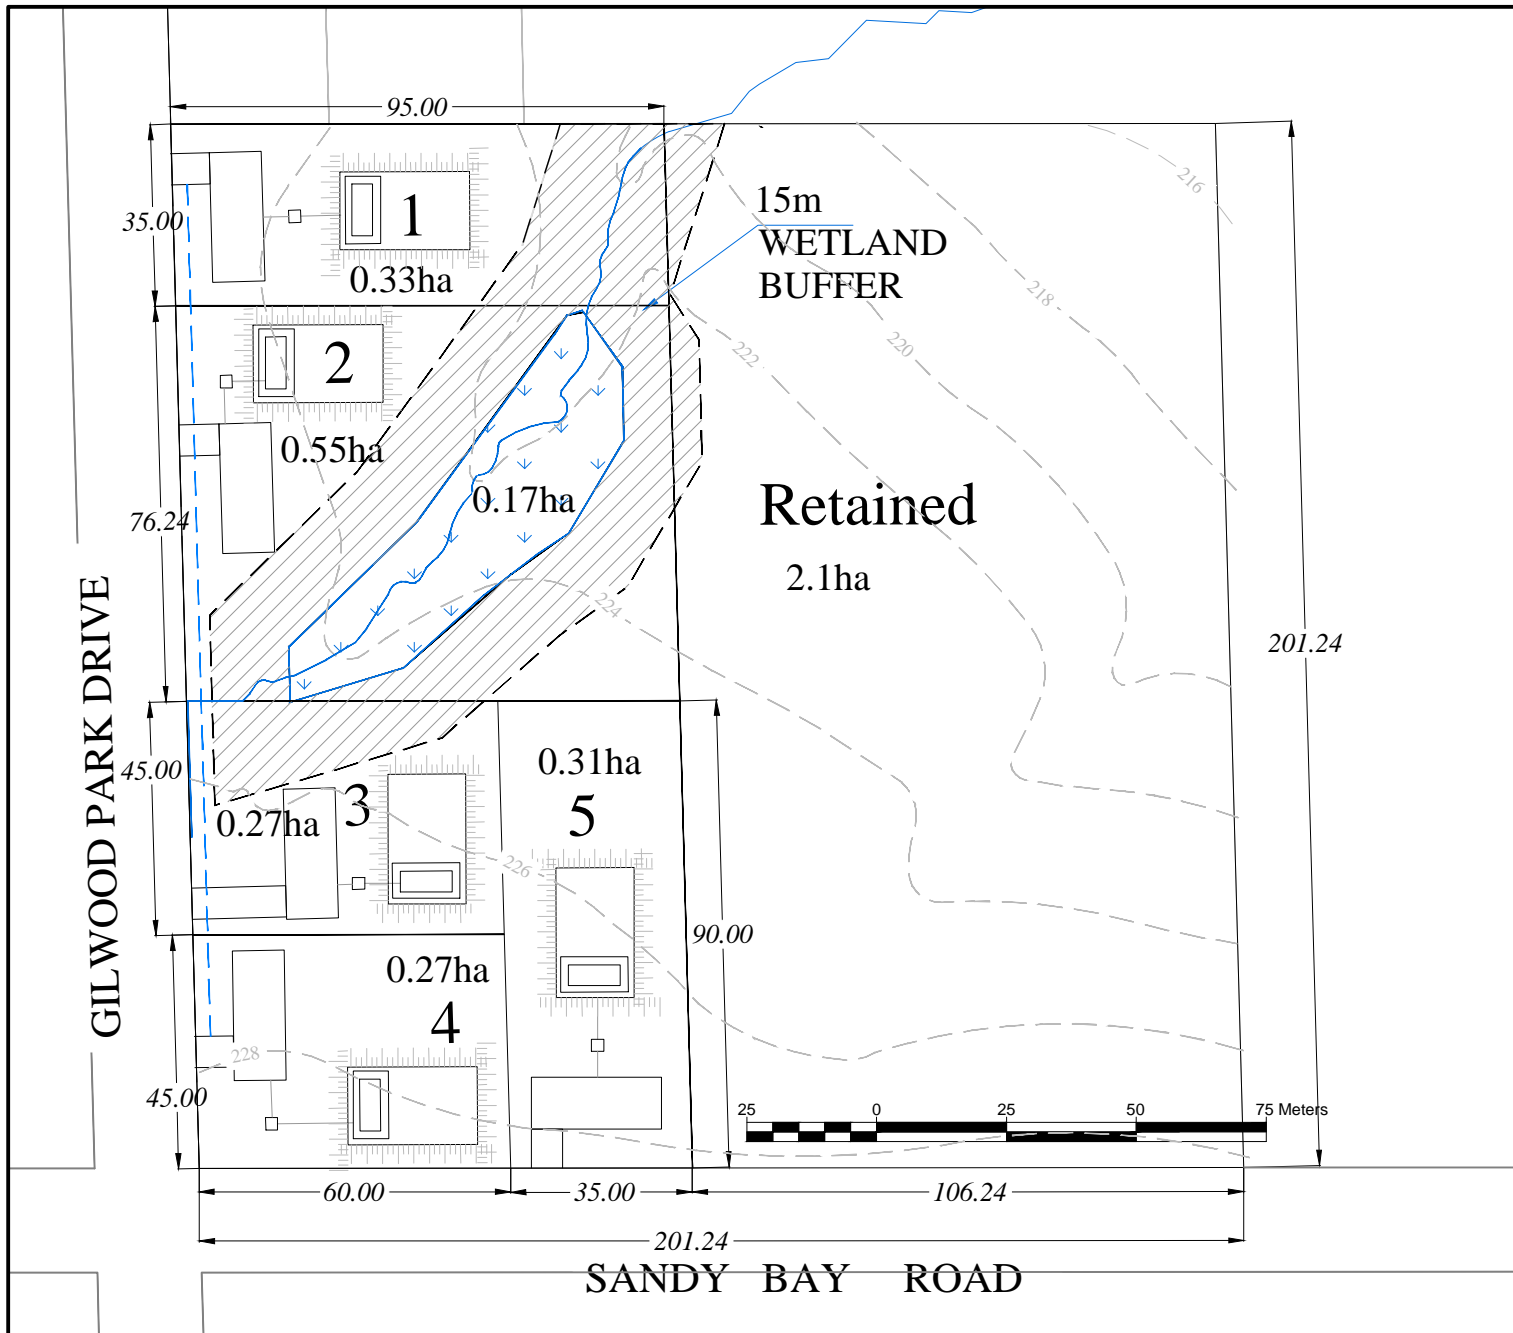 95.00
35.00
1
0.33ha
15m
WETLAND
BUFFER
216
218
220
222
2
0.55ha
0.17ha
Retained
2.1ha
76.24
224
201.24
GILWOOD PARK DRIVE
45.00
0.27ha
3
0.31ha
5
226
90.00
0.27ha
4
228
45.00
25 0 25 50 75 Meters
60.00
35.00
106.24
201.24
SANDY BAY ROAD